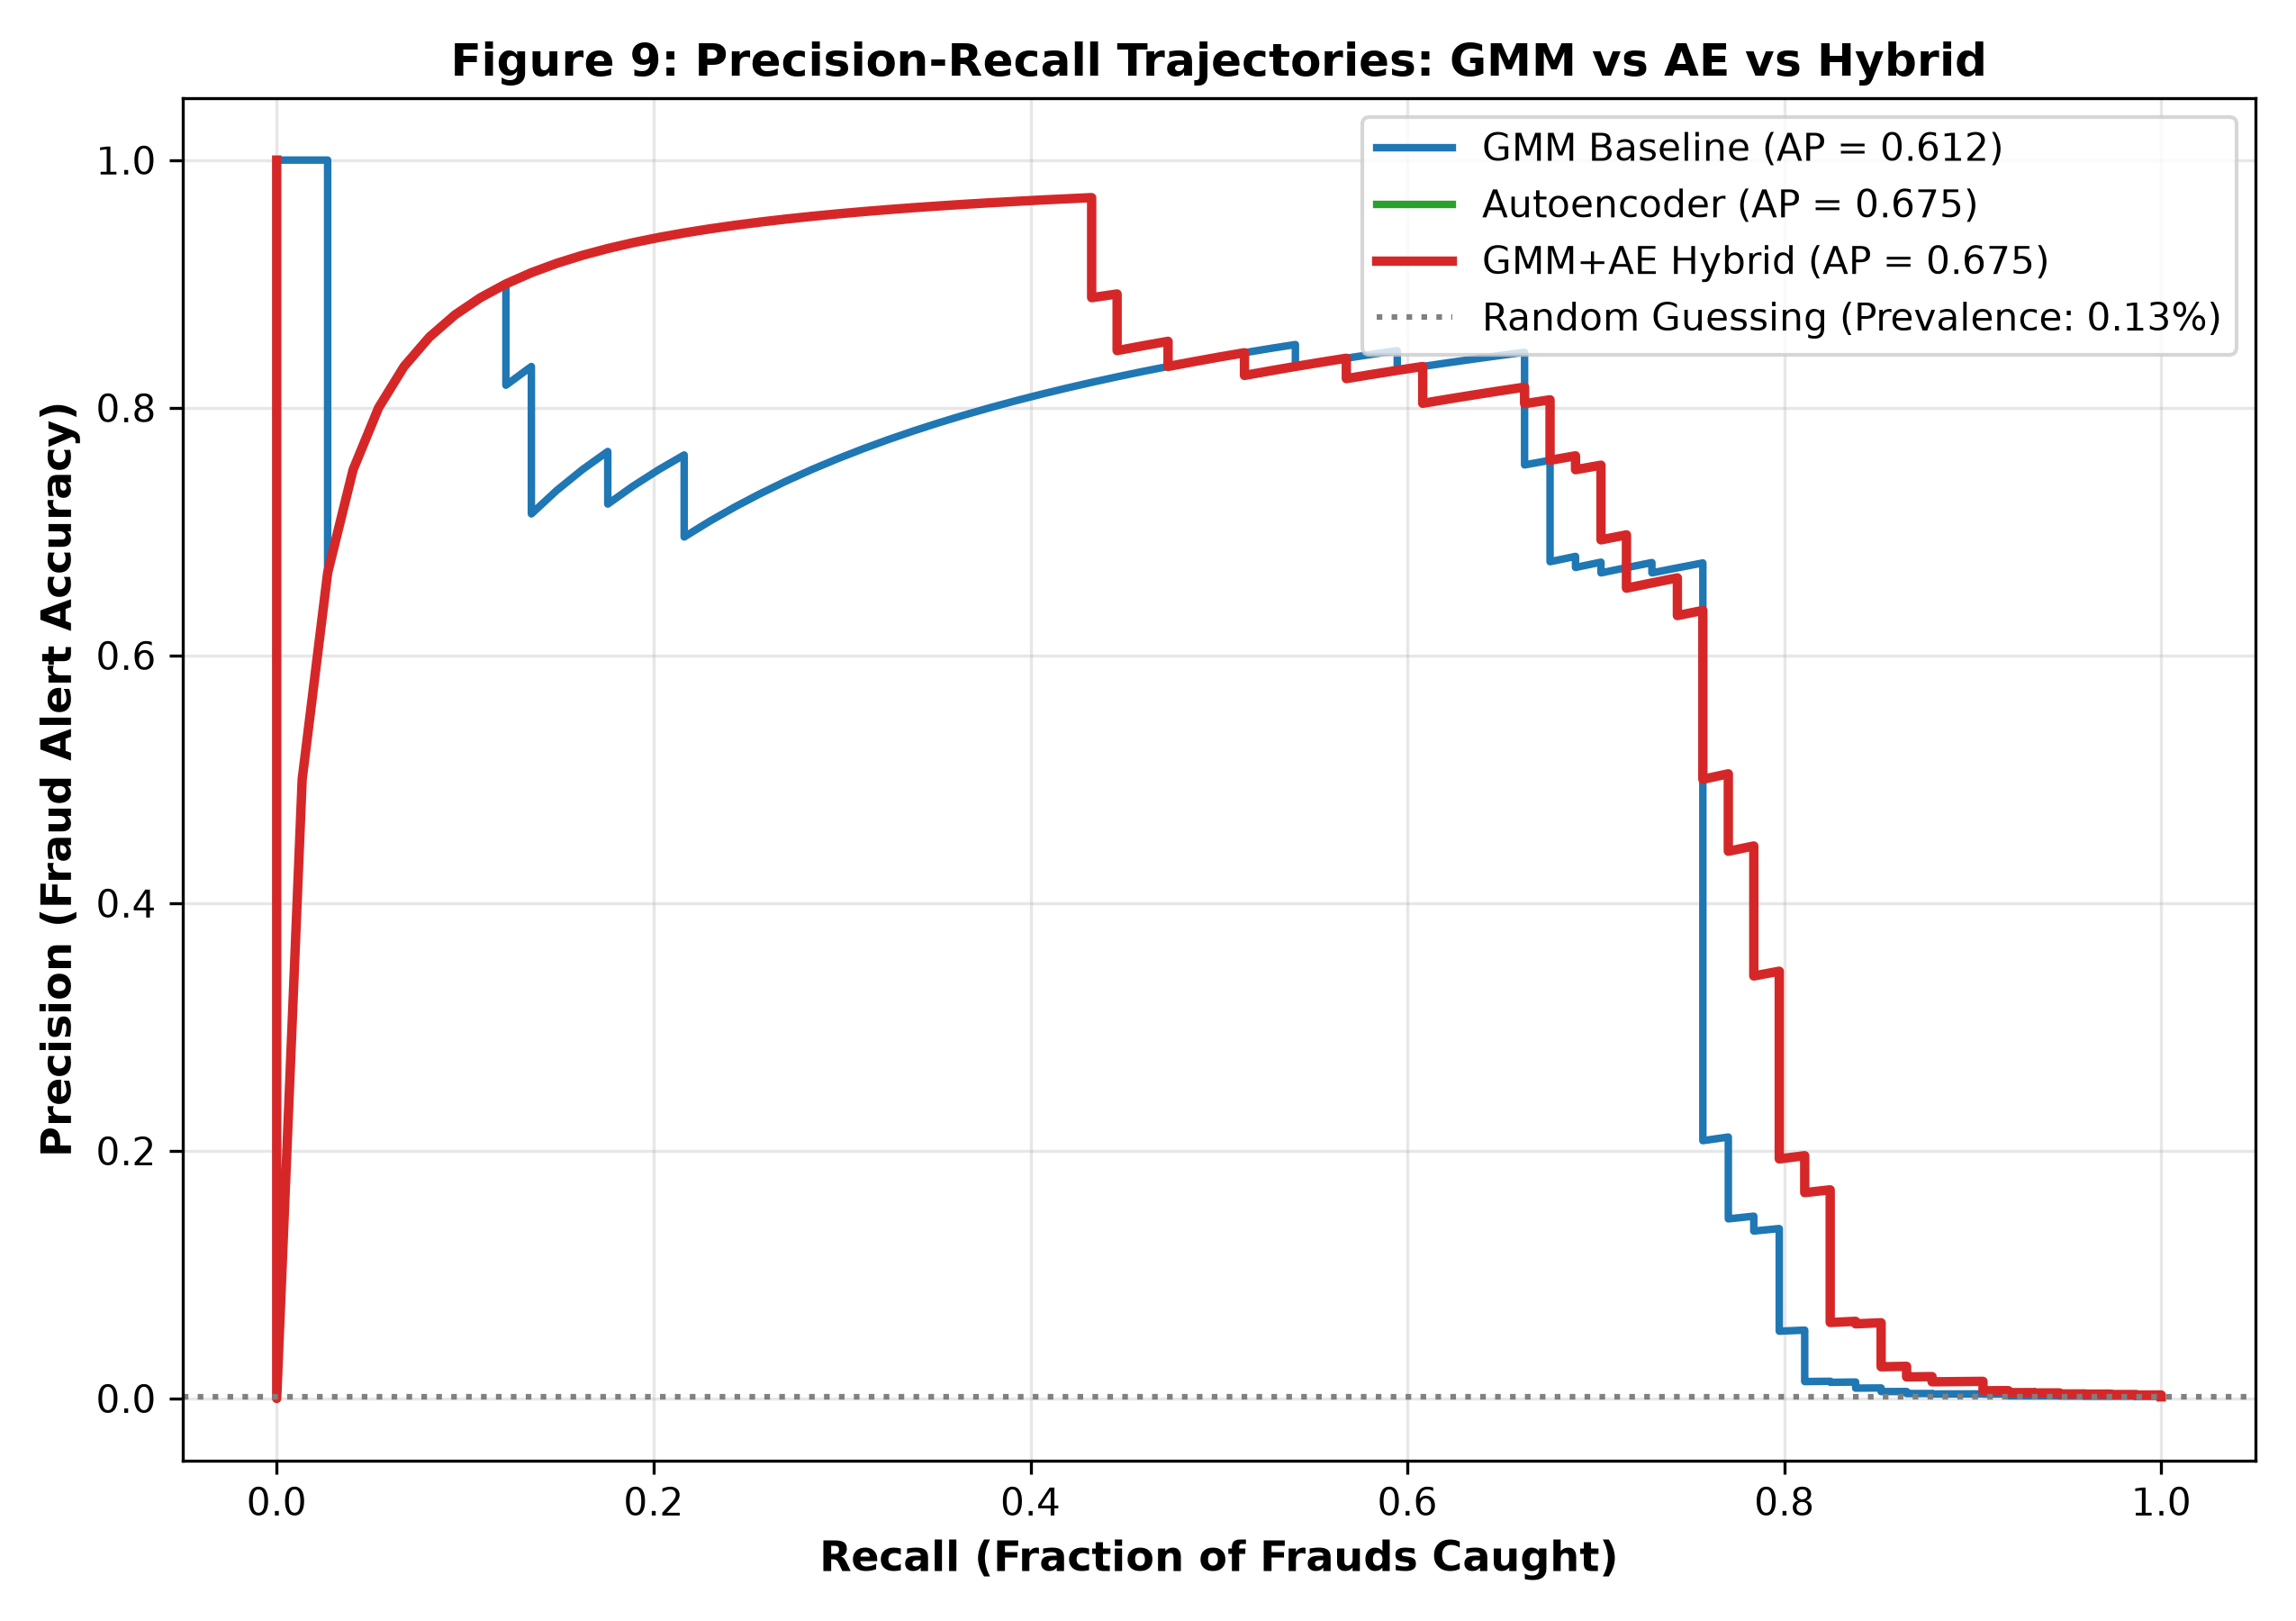 Figure 9: Precision-Recall Trajectories: GMM vs AE vs Hybrid
GMM Baseline (AP = 0.612)
Autoencoder (AP = 0.675)
GMM+AE Hybrid (AP = 0.675)
Random Guessing (Prevalence: 0.13%)
Precision (Fraud Alert Accuracy)
1.0
0.8
0.6
0.4
0.2
0.0
0.0 0.2 0.4 0.6 0.8 1.0
Recall (Fraction of Frauds Caught)